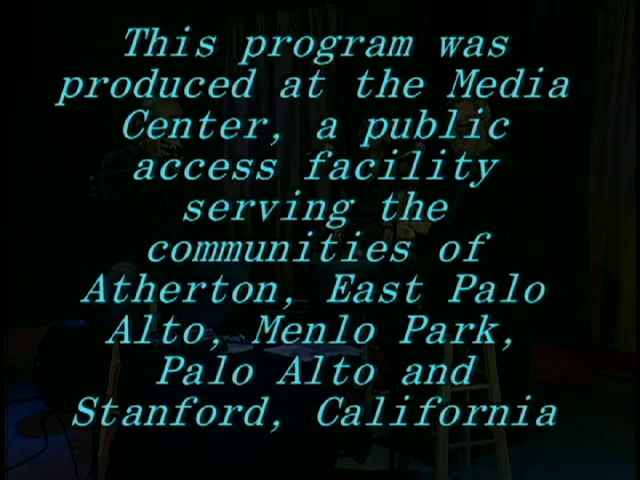 This program was
produced at the Media
Center, a public
access facility
serving the
communities of
Atherton, East Palo
Alto, Menlo Park,
Palo Alto and
Stanford, California